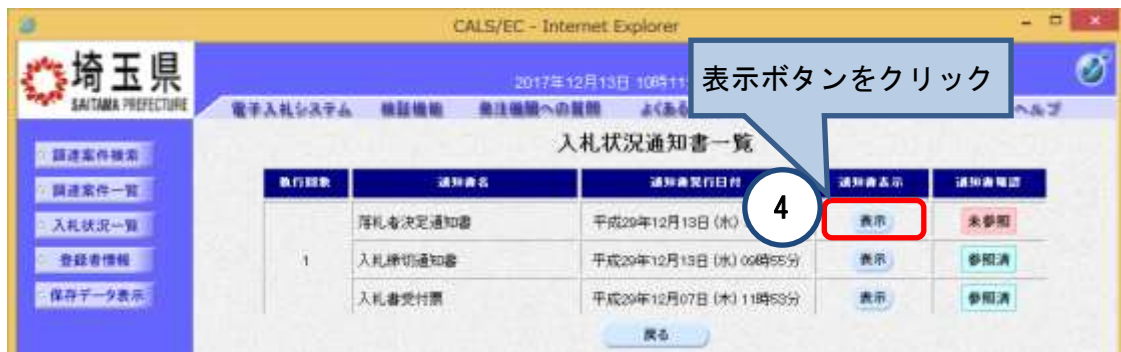 CALS/EC - Internet Explorer
埼玉県
SAITAMA PREFECTURE
2017年12月13日 10時11
表示ボタンをクリック
電子入札システム 検証機能 発注機関への質問 よくある ヘルプ
入札状況通知書一覧
調達案件検索
調達案件一覧
入札状況一覧
登録者情報
保存データ表示
執行回数 通知書名 通知書発行日付 通知書表示 通知書確認
4
落札者決定通知書 平成29年12月13日 (水) 表示 未参照
1 入札締切通知書 平成29年12月13日 (水) 09時55分 表示 参照済
入札書受付票 平成29年12月07日 (木) 11時53分 表示 参照済
戻る